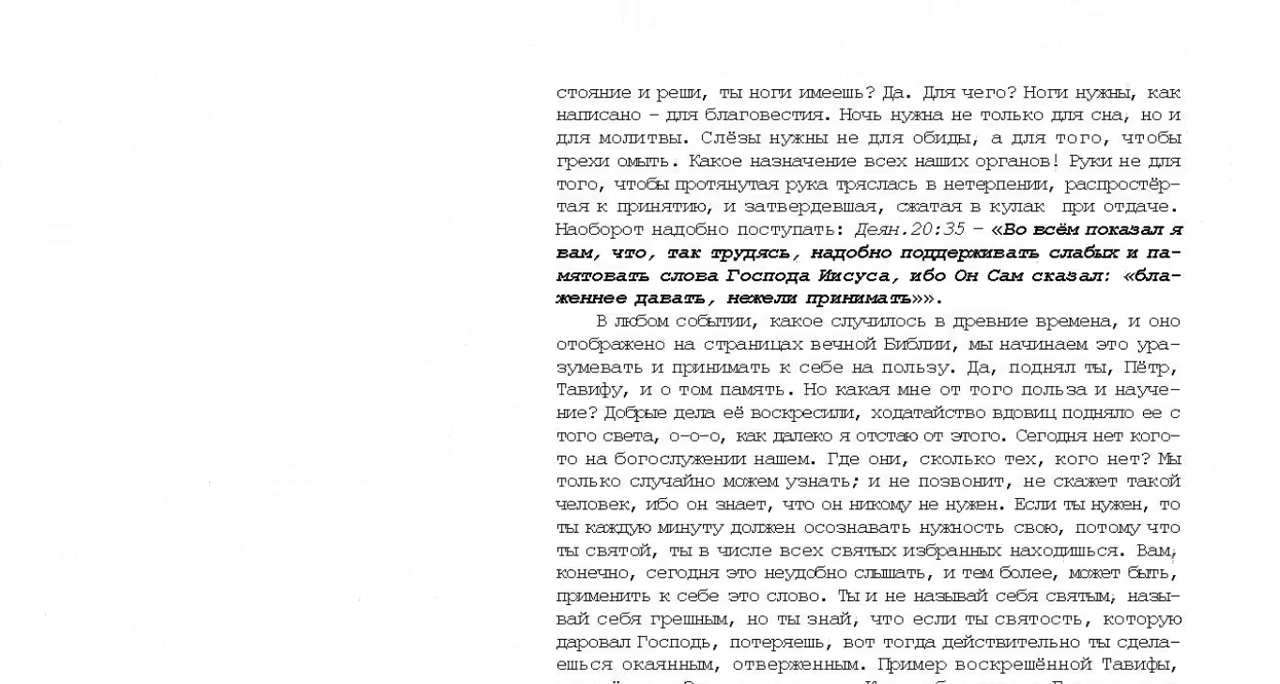 стояние и реши, ты ноги имеешь? Да. Для чего? Ноги нужны, как
написано – для благовестия. Ночь нужна не только для сна, но и
для молитвы. Слёзы нужны не для обиды, а для того, чтобы
грехи омыть. Какое назначение всех наших органов! Руки не для
того, чтобы протянутая рука тряслась в нетерпении, распростёр-
тая к принятию, и затвердевшая, сжатая в кулак при отдаче.
Наоборот надобно поступать: Деян.20:35 – «Во всём показал я
вам, что, так трудясь, надобно поддерживать слабых и па-
мятовать слова Господа Иисуса, ибо Он Сам сказал: «бла-
женнее давать, нежели принимать»».
В любом событии, какое случилось в древние времена, и оно
отображено на страницах вечной Библии, мы начинаем это ура-
зумевать и принимать к себе на пользу. Да, поднял ты, Пётр,
Тавифу, и о том память. Но какая мне от того польза и науче-
ние? Добрые дела её воскресили, ходатайство вдовиц подняло ее с
того света, о-о-о, как далеко я отстаю от этого. Сегодня нет кого-
то на богослужении нашем. Где они, сколько тех, кого нет? Мы
только случайно можем узнать; и не позвонит, не скажет такой
человек, ибо он знает, что он никому не нужен. Если ты нужен, то
ты каждую минуту должен осознавать нужность свою, потому что
ты святой, ты в числе всех святых избранных находишься. Вам,
конечно, сегодня это неудобно слышать, и тем более, может быть,
применить к себе это слово. Ты и не называй себя святым, назы-
вай себя грешным, но ты знай, что если ты святость, которую
даровал Господь, потеряешь, вот тогда действительно ты сдела-
ешься окаянным, отверженным. Пример воскрешённой Тавифы,